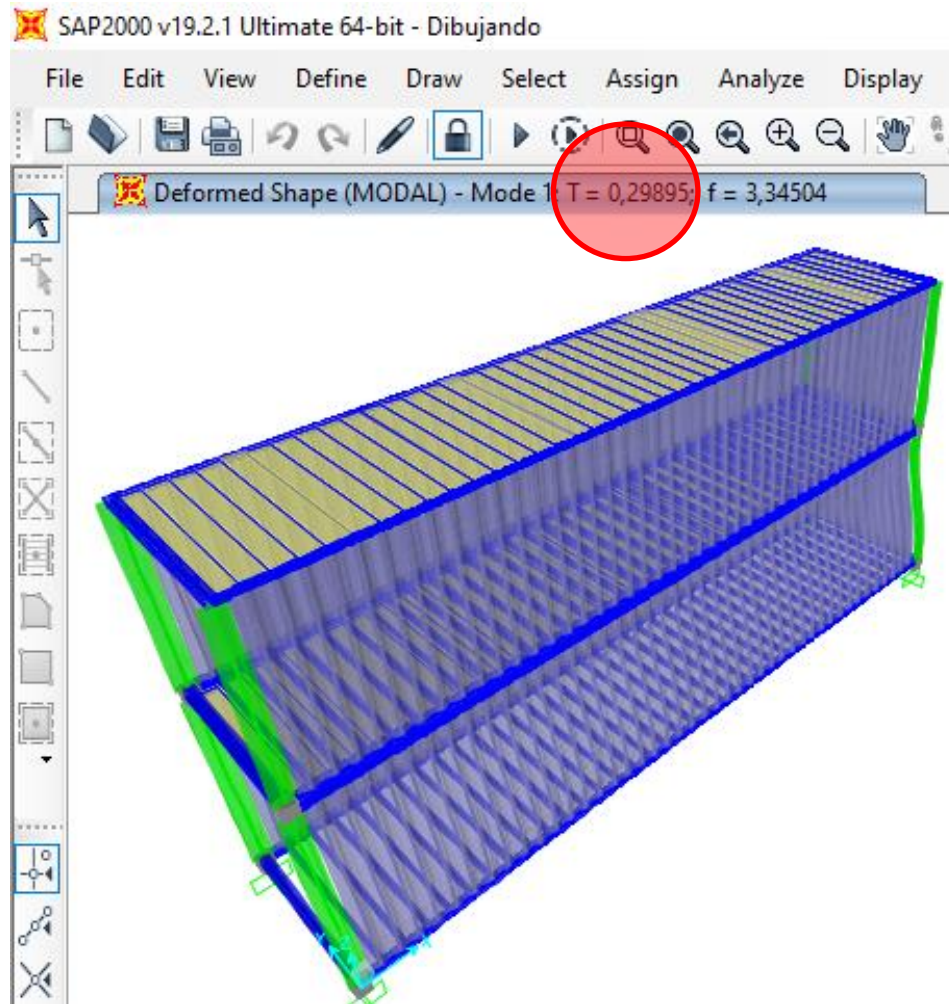 SAP2000 v19.2.1 Ultimate 64-bit - Dibujando
File Edit View Define Draw Select Assign Analyze Display
Deformed Shape (MODAL) - Mode 1; T = 0,29895; f = 3,34504